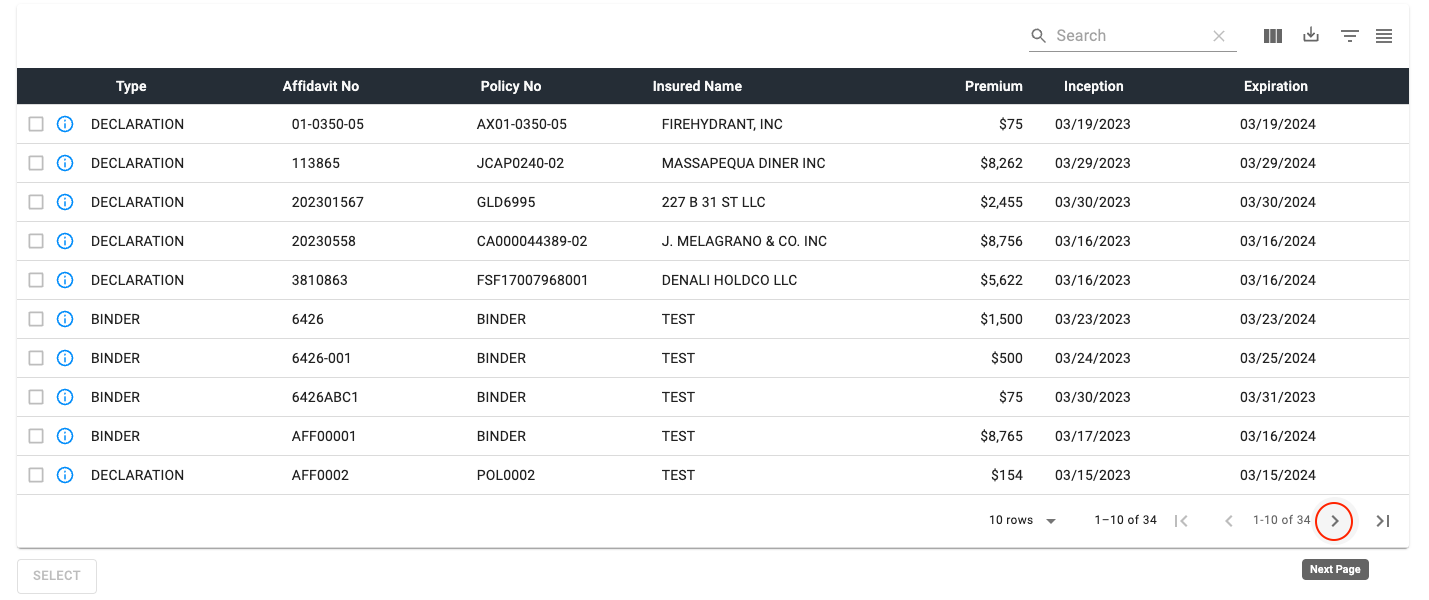 Search
Type Affidavit No Policy No Insured Name Premium Inception Expiration
DECLARATION 01-0350-05 AX01-0350-05 FIREHYDRANT, INC $75 03/19/2023 03/19/2024
DECLARATION 113865 JCAP0240-02 MASSAPEQUA DINER INC $8,262 03/29/2023 03/29/2024
DECLARATION 202301567 GLD6995 227 B 31 ST LLC $2,455 03/30/2023 03/30/2024
DECLARATION 20230558 CA000044389-02 J. MELAGRANO & CO. INC $8,756 03/16/2023 03/16/2024
DECLARATION 3810863 FSF17007968001 DENALI HOLDCO LLC $5,622 03/16/2023 03/16/2024
BINDER 6426 BINDER TEST $1,500 03/23/2023 03/23/2024
BINDER 6426-001 BINDER TEST $500 03/24/2023 03/25/2024
BINDER 6426ABC1 BINDER TEST $75 03/30/2023 03/31/2023
BINDER AFF00001 BINDER TEST $8,765 03/17/2023 03/16/2024
DECLARATION AFF0002 POL0002 TEST $154 03/15/2023 03/15/2024
10 rows 1–10 of 34 1-10 of 34
Next Page
SELECT